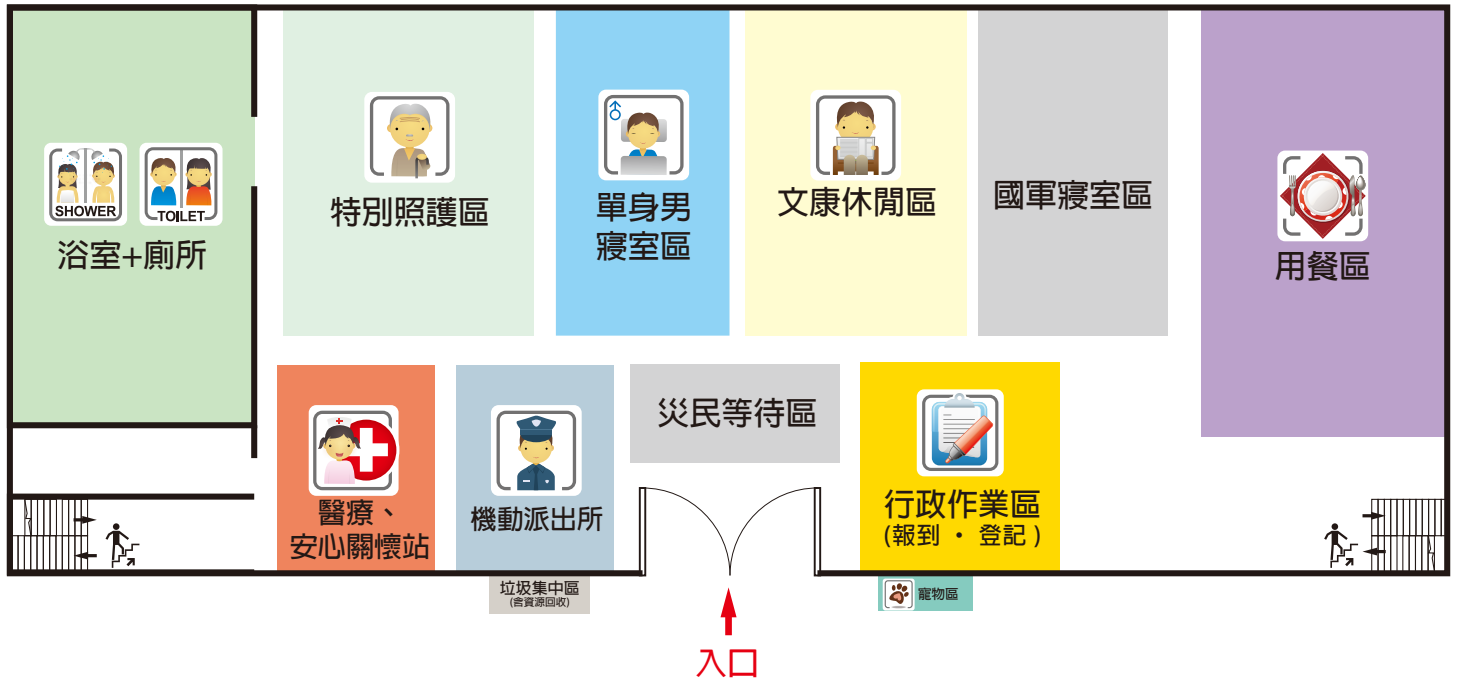 SHOWER
TOILET
浴室+廁所
特別照護區
單身男
寢室區
文康休閒區
國軍寢室區
用餐區
醫療、
安心關懷站
機動派出所
災民等待區
行政作業區
(報到 · 登記)
垃圾集中區
(含資源回收)
寵物區
入口